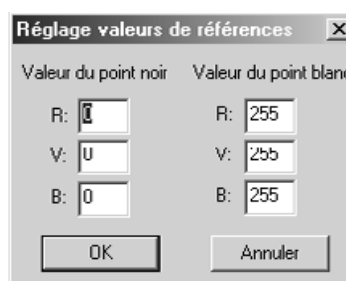 Réglage valeurs de références
Valeur du point noir Valeur du point blanc
R: 0 R: 255
V: 0 V: 255
B: 0 B: 255
OK Annuler